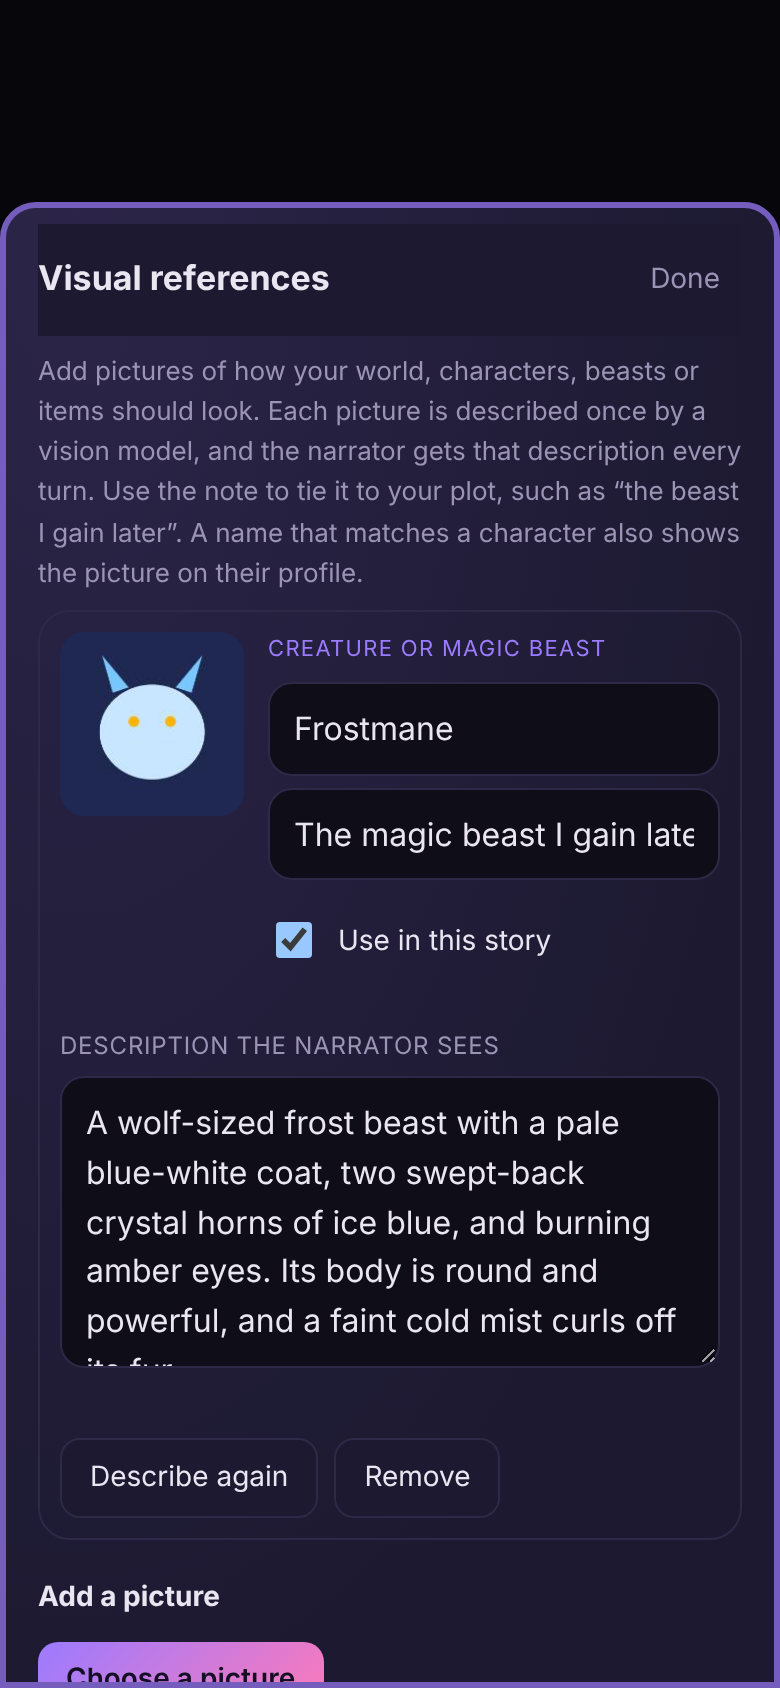 Visual references
Done
Add pictures of how your world, characters, beasts or
items should look. Each picture is described once by a
vision model, and the narrator gets that description every
turn. Use the note to tie it to your plot, such as “the beast
I gain later”. A name that matches a character also shows
the picture on their profile.
CREATURE OR MAGIC BEAST
Frostmane
The magic beast I gain late
Use in this story
DESCRIPTION THE NARRATOR SEES
A wolf-sized frost beast with a pale
blue-white coat, two swept-back
crystal horns of ice blue, and burning
amber eyes. Its body is round and
powerful, and a faint cold mist curls off
its fur
Describe again
Remove
Add a picture
Choose a picture